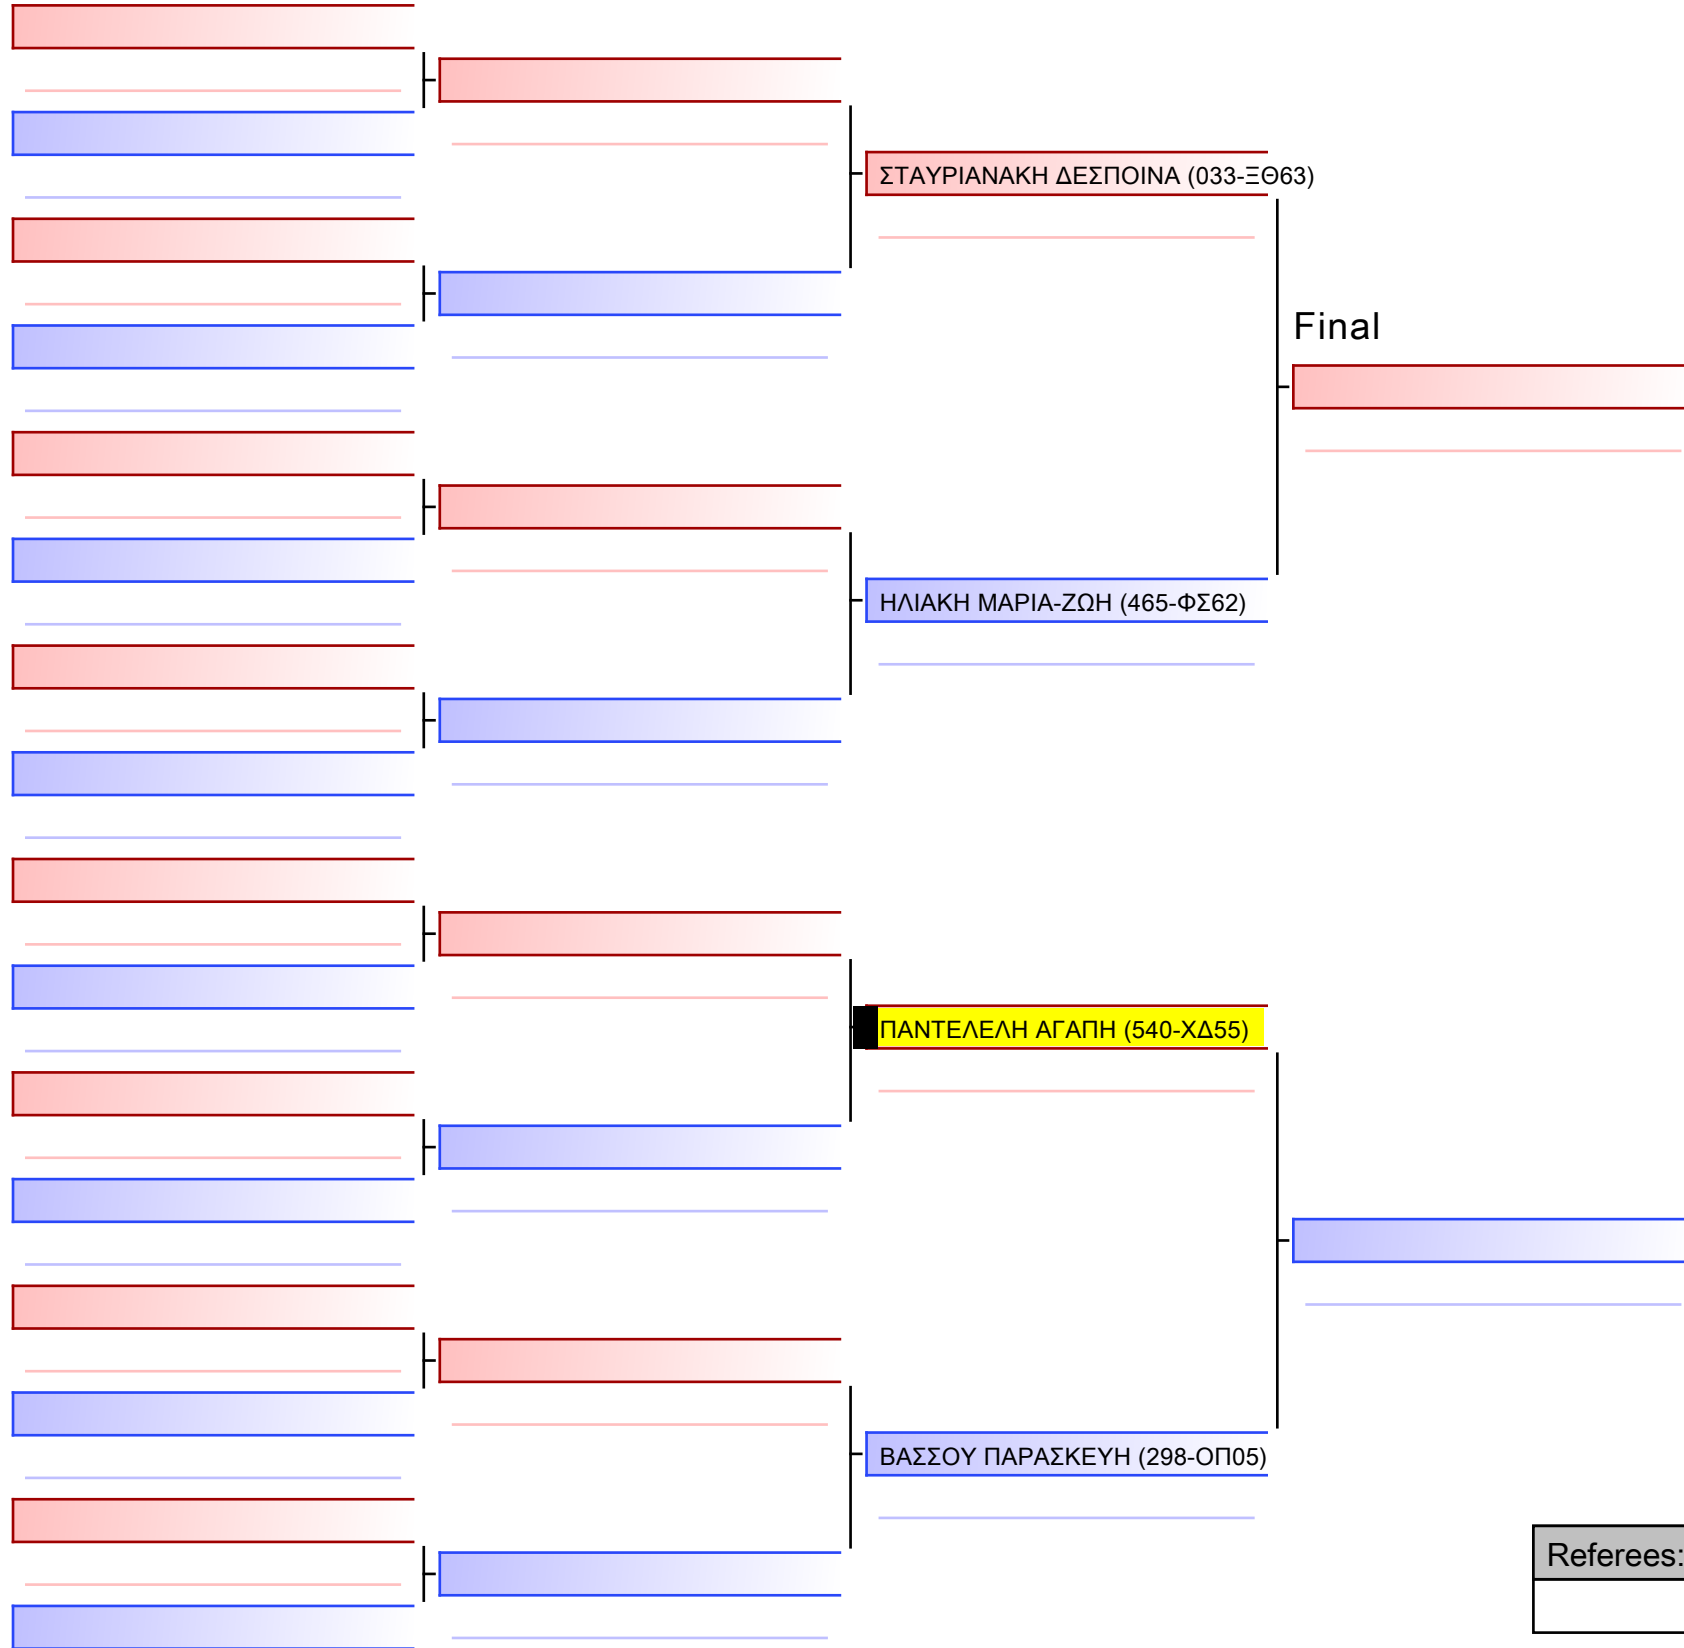 ΣΤΑΥΡΙΑΝΑΚΗ ΔΕΣΠΟΙΝΑ (033-ΞΘ63)
Final
ΗΛΙΑΚΗ ΜΑΡΙΑ-ΖΩΗ (465-ΦΣ62)
ΠΑΝΤΕΛΕΛΗ ΑΓΑΠΗ (540-ΧΔ55)
ΒΑΣΣΟΥ ΠΑΡΑΣΚΕΥΗ (298-ΟΠ05)
Referees: